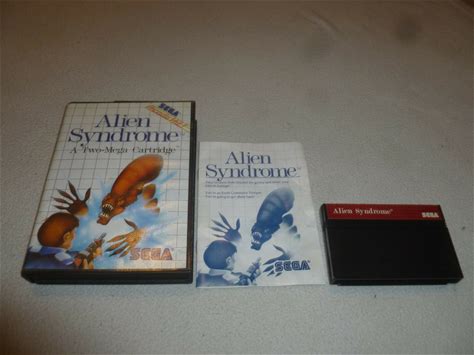 SEGA
Alien
Syndrome
A Two-Mega Cartridge
SEGA
Alien
Syndrome
SEGA
Alien Syndrome
SEGA